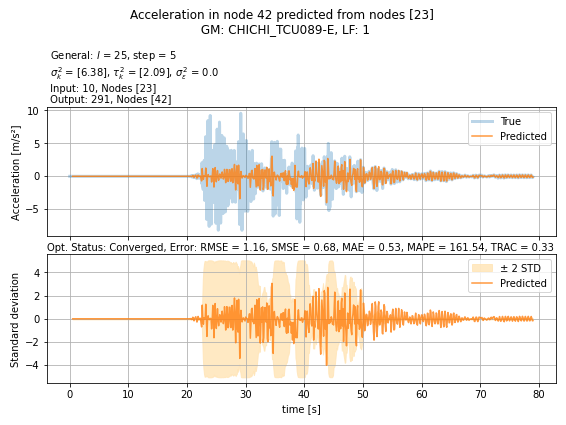 Acceleration in node 42 predicted from nodes [23]
GM: CHICHI_TCU089-E, LF: 1
General: l = 25, step = 5
σ²ₖ = [6.38], τ²ₖ = [2.09], σ²ε = 0.0
Input: 10, Nodes [23]
Output: 291, Nodes [42]
10
5
0
−5
Acceleration [m/s²]
True
Predicted
Opt. Status: Converged, Error: RMSE = 1.16, SMSE = 0.68, MAE = 0.53, MAPE = 161.54, TRAC = 0.33
4
2
0
−2
−4
Standard deviation
± 2 STD
Predicted
0 10 20 30 40 50 60 70 80
time [s]